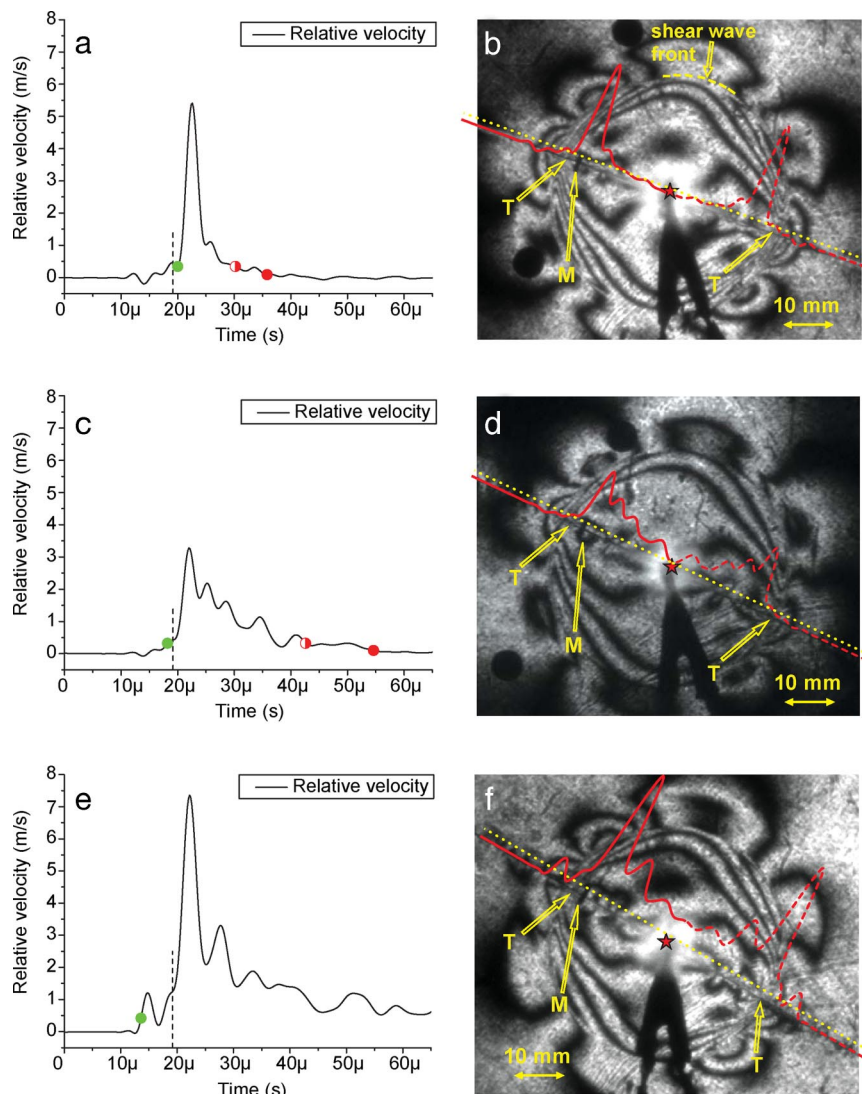 a
Relative velocity
Relative velocity (m/s)
8
7
6
5
4
3
2
1
0
0 10µ 20µ 30µ 40µ 50µ 60µ
Time (s)
b
shear wave
front
T
M
T
10 mm
c
Relative velocity
Relative velocity (m/s)
8
7
6
5
4
3
2
1
0
0 10µ 20µ 30µ 40µ 50µ 60µ
Time (s)
d
T
M
T
10 mm
e
Relative velocity
Relative velocity (m/s)
8
7
6
5
4
3
2
1
0
0 10µ 20µ 30µ 40µ 50µ 60µ
Time (s)
f
T
M
10 mm
T